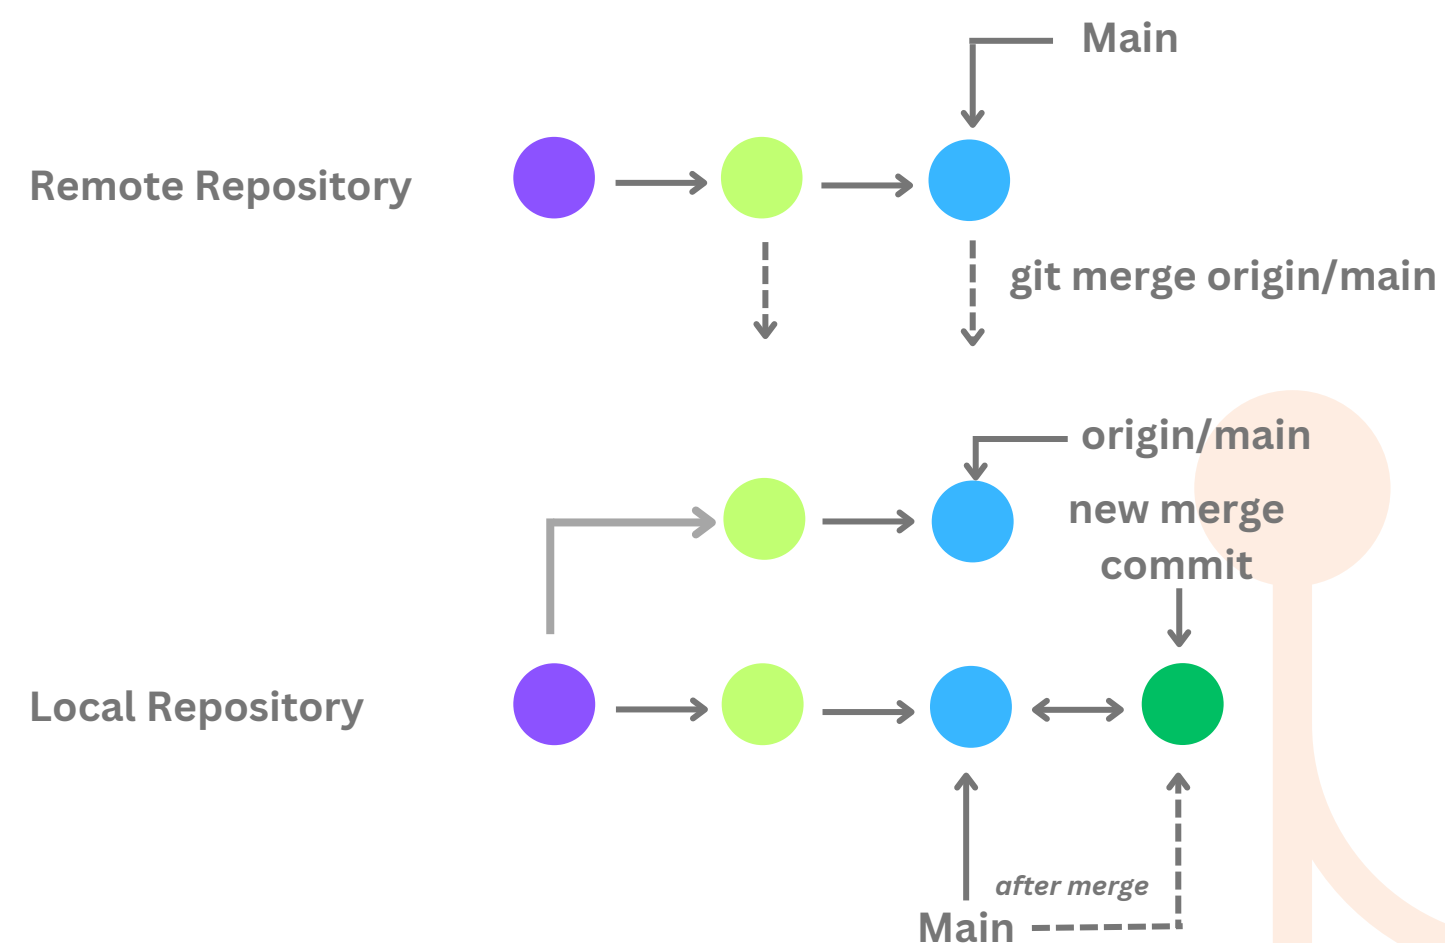 Main
Remote Repository
git merge origin/main
origin/main
new merge
commit
Local Repository
after merge
Main